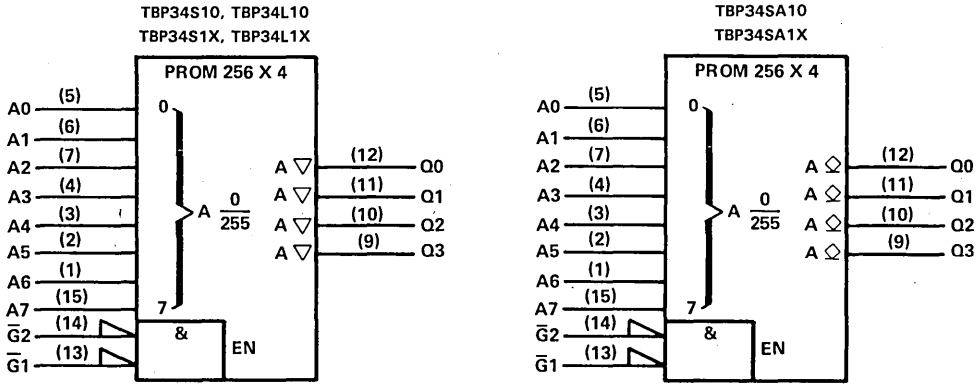 TBP34S10, TBP34L10
TBP34S1X, TBP34L1X
PROM 256 X 4
A0 (5) 0
A1 (6)
A2 (7) A ▽ (12) Q0
A3 (4) A ▽ (11) Q1
A 0/255
A4 (3) A ▽ (10) Q2
A5 (2) A ▽ (9) Q3
A6 (1)
A7 (15) 7
G̅2 (14) &
EN
G̅1 (13)
TBP34SA10
TBP34SA1X
PROM 256 X 4
A0 (5) 0
A1 (6)
A2 (7) A ◇ (12) Q0
A3 (4) A ◇ (11) Q1
A 0/255
A4 (3) A ◇ (10) Q2
A5 (2) A ◇ (9) Q3
A6 (1)
A7 (15) 7
G̅2 (14) &
EN
G̅1 (13)